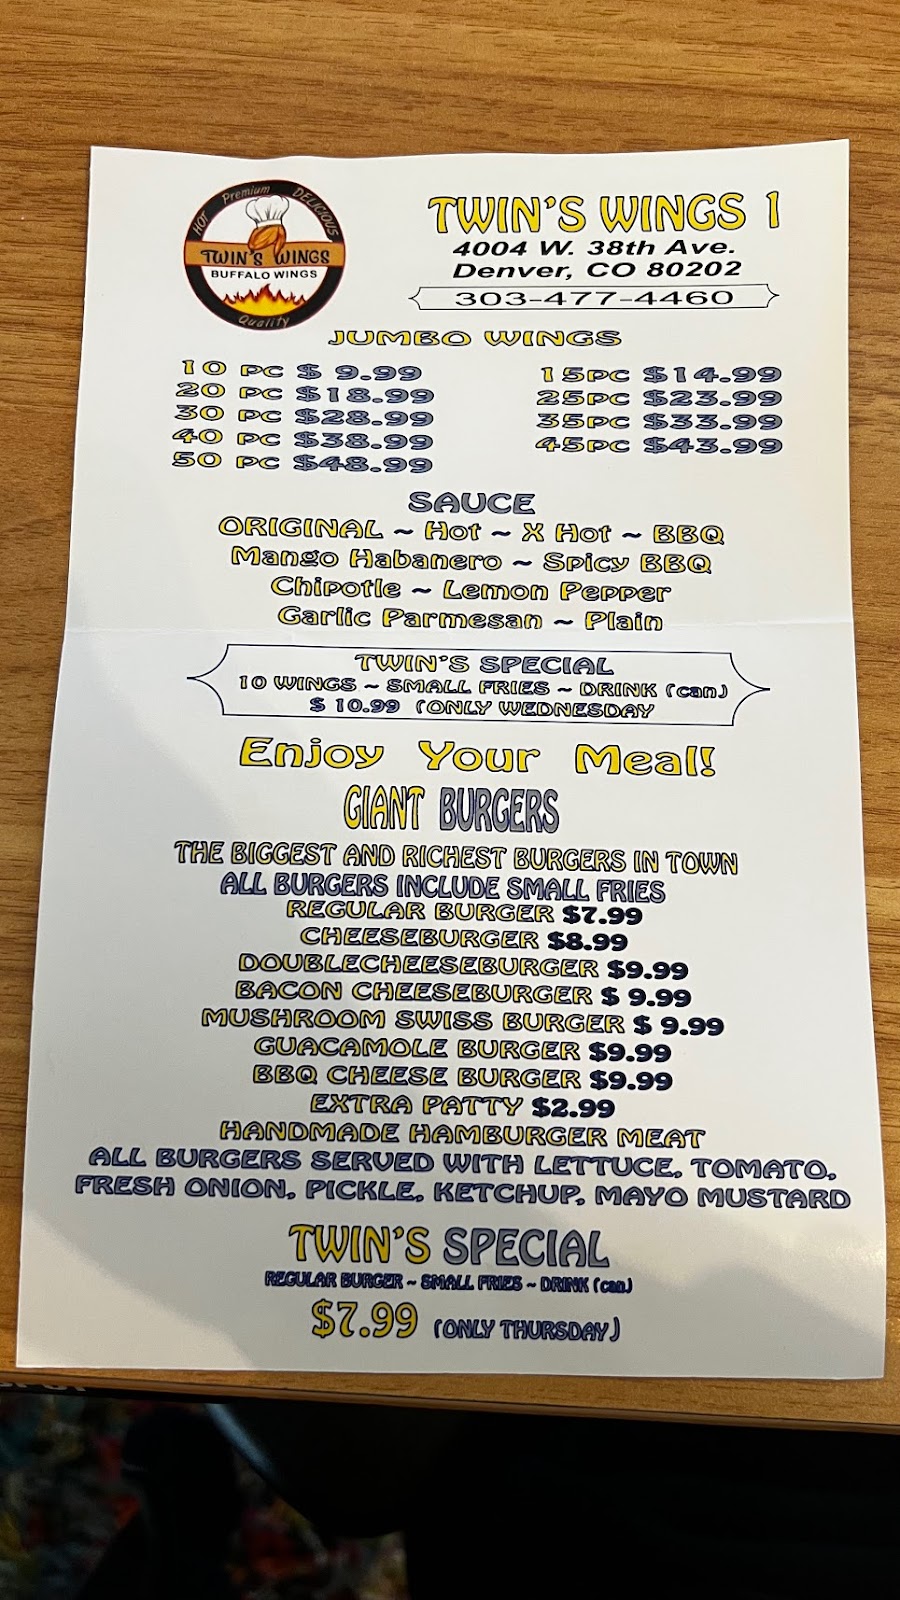 HOT Premium DELICIOUS
TWIN'S WINGS
BUFFALO WINGS
Quality
TWIN'S WINGS 1
4004 W. 38th Ave.
Denver, CO 80202
303-477-4460
JUMBO WINGS
10 PC $ 9.99 15PC $14.99
20 PC $18.99 25PC $23.99
30 PC $28.99 35PC $33.99
40 PC $38.99 45PC $43.99
50 PC $48.99
SAUCE
ORIGINAL ~ Hot ~ X Hot ~ BBQ
Mango Habanero ~ Spicy BBQ
Chipotle ~ Lemon Pepper
Garlic Parmesan ~ Plain
TWIN'S SPECIAL
10 WINGS ~ SMALL FRIES ~ DRINK (can)
$ 10.99 (ONLY WEDNESDAY
Enjoy Your Meal!
GIANT BURGERS
THE BIGGEST AND RICHEST BURGERS IN TOWN
ALL BURGERS INCLUDE SMALL FRIES
REGULAR BURGER $7.99
CHEESEBURGER $8.99
DOUBLECHEESEBURGER $9.99
BACON CHEESEBURGER $ 9.99
MUSHROOM SWISS BURGER $ 9.99
GUACAMOLE BURGER $9.99
BBQ CHEESE BURGER $9.99
EXTRA PATTY $2.99
HANDMADE HAMBURGER MEAT
ALL BURGERS SERVED WITH LETTUCE, TOMATO,
FRESH ONION, PICKLE, KETCHUP, MAYO MUSTARD
TWIN'S SPECIAL
REGULAR BURGER ~ SMALL FRIES ~ DRINK (can)
$7.99 (ONLY THURSDAY)